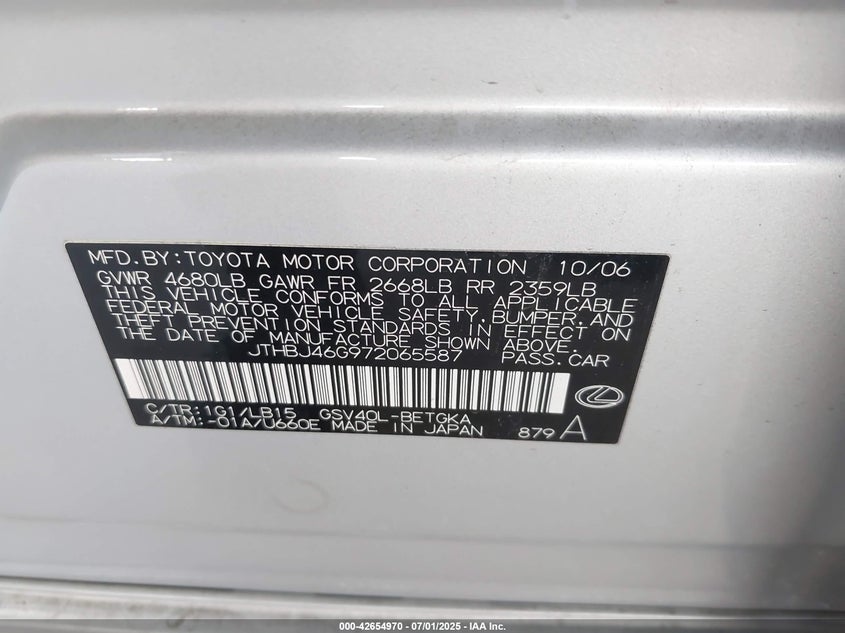 MFD.BY:TOYOTA MOTOR CORPORATION 10/06
GVWR 4680LB GAWR FR 2668LB RR 2359LB
THIS VEHICLE CONFORMS TO ALL APPLICABLE
FEDERAL MOTOR VEHICLE SAFETY,BUMPER,AND
THEFT PREVENTION STANDARDS IN EFFECT ON
THE DATE OF MANUFACTURE SHOWN ABOVE.
JTHBJ46G972065587 PASS.CAR
C/TR:1G1/LB15 GSV40L-BETGKA
A/TM:-01A/U660E MADE IN JAPAN 879 A
000-42654970 - 07/01/2025 - IAA Inc.